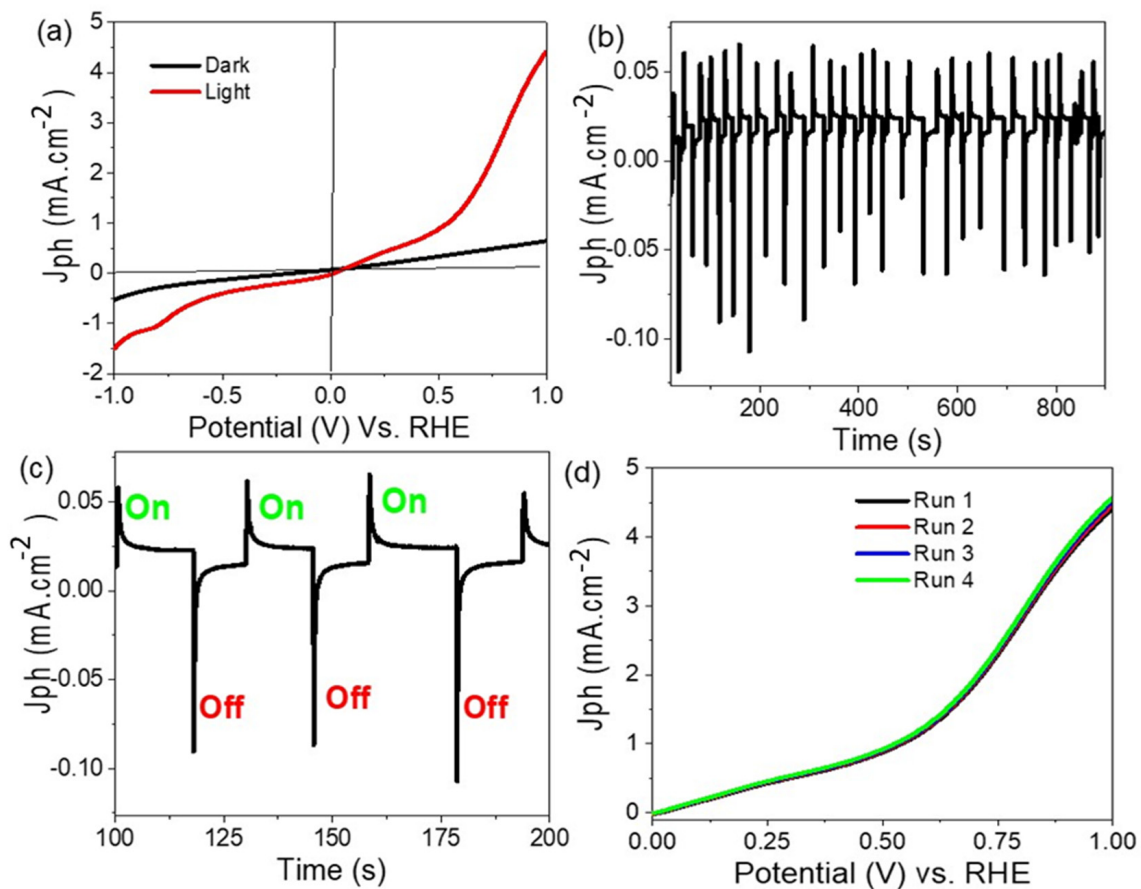 (a)
5
4
3
2
1
0
-1
-2
Jph (mA.cm⁻²)
Dark
Light
-1.0 -0.5 0.0 0.5 1.0
Potential (V) Vs. RHE
(b)
0.05
0.00
-0.05
-0.10
Jph (mA.cm⁻²)
200 400 600 800
Time (s)
(c)
0.05
0.00
-0.05
-0.10
Jph (mA.cm⁻²)
On On On
Off Off Off
100 125 150 175 200
Time (s)
(d)
5
4
3
2
1
0
Jph (mA.cm⁻²)
Run 1
Run 2
Run 3
Run 4
0.00 0.25 0.50 0.75 1.00
Potential (V) vs. RHE